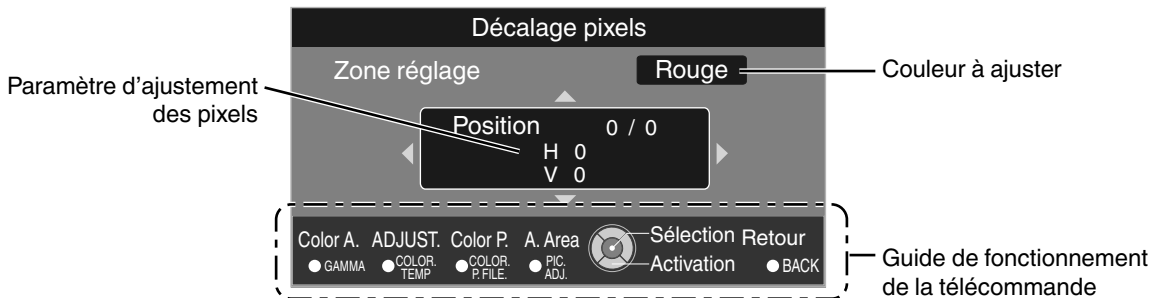 Décalage pixels
Zone réglage Rouge
Couleur à ajuster
Paramètre d'ajustement
des pixels
Position 0 / 0
H 0
V 0
Color A. ADJUST. Color P. A. Area Sélection Retour
GAMMA COLOR. TEMP COLOR. P. FILE. PIC. ADJ. Activation BACK
Guide de fonctionnement
de la télécommande